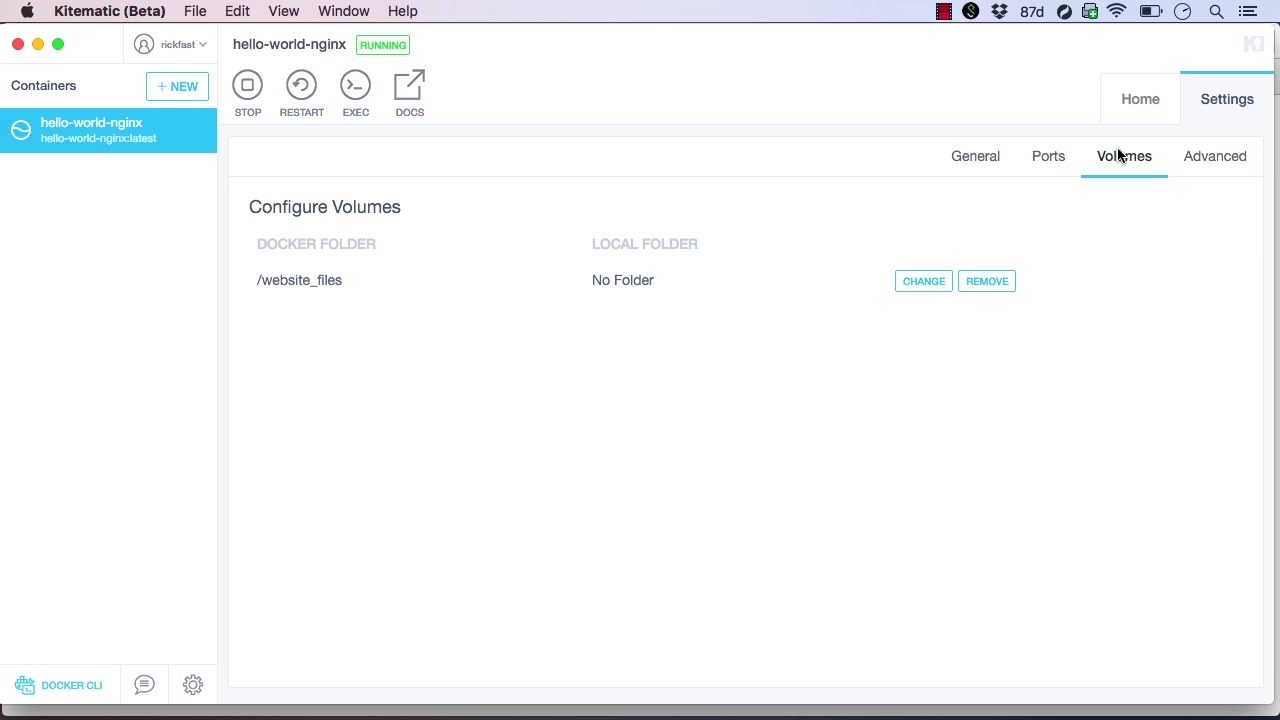 Kitematic (Beta) File Edit View Window Help 87d
rickfast
hello-world-nginx RUNNING
Containers
+ NEW
STOP RESTART EXEC DOCS
Home Settings
hello-world-nginx
hello-world-nginx:latest
General Ports Volumes Advanced
Configure Volumes
DOCKER FOLDER LOCAL FOLDER
/website_files No Folder CHANGE REMOVE
DOCKER CLI